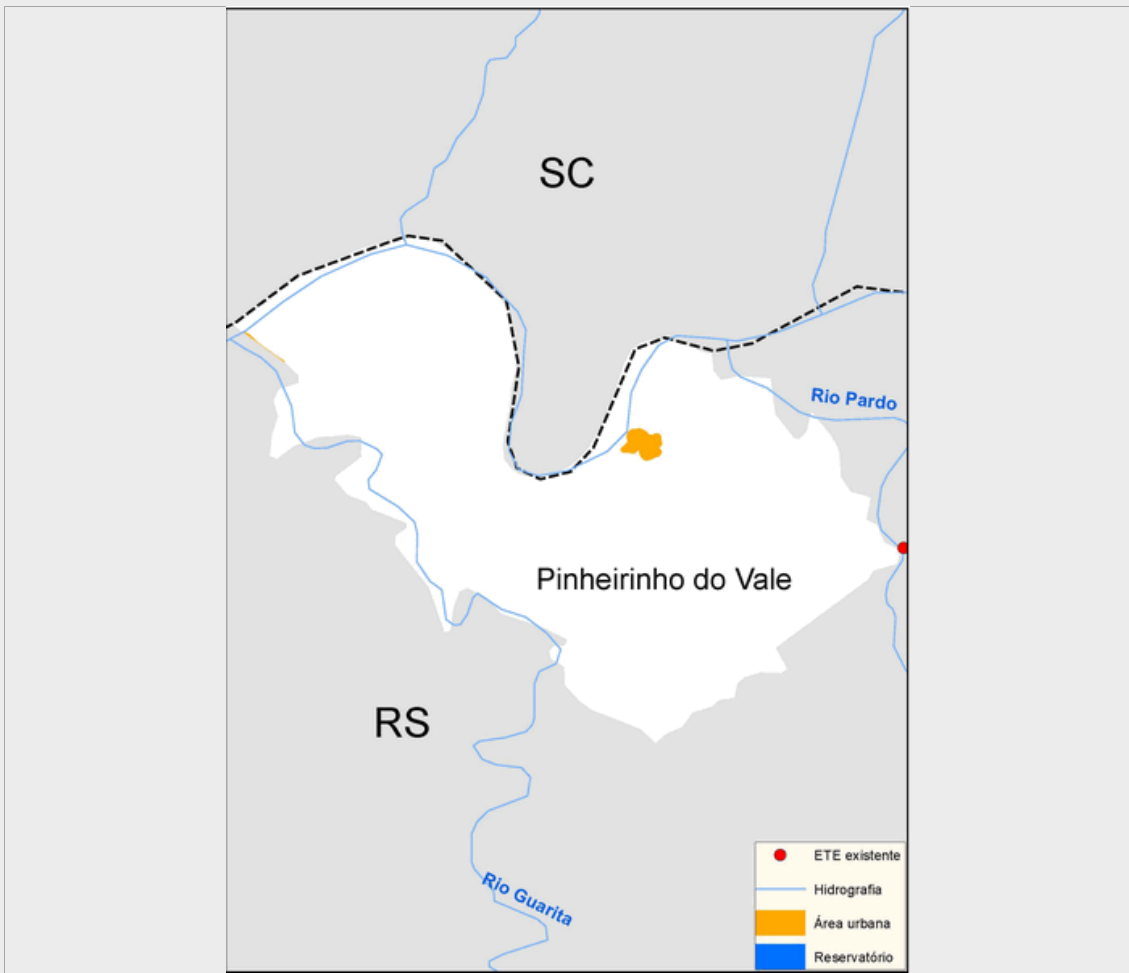 SC
Rio Pardo
Pinheirinho do Vale
RS
Rio Guarita
ETE existente
Hidrografia
Área urbana
Reservatório